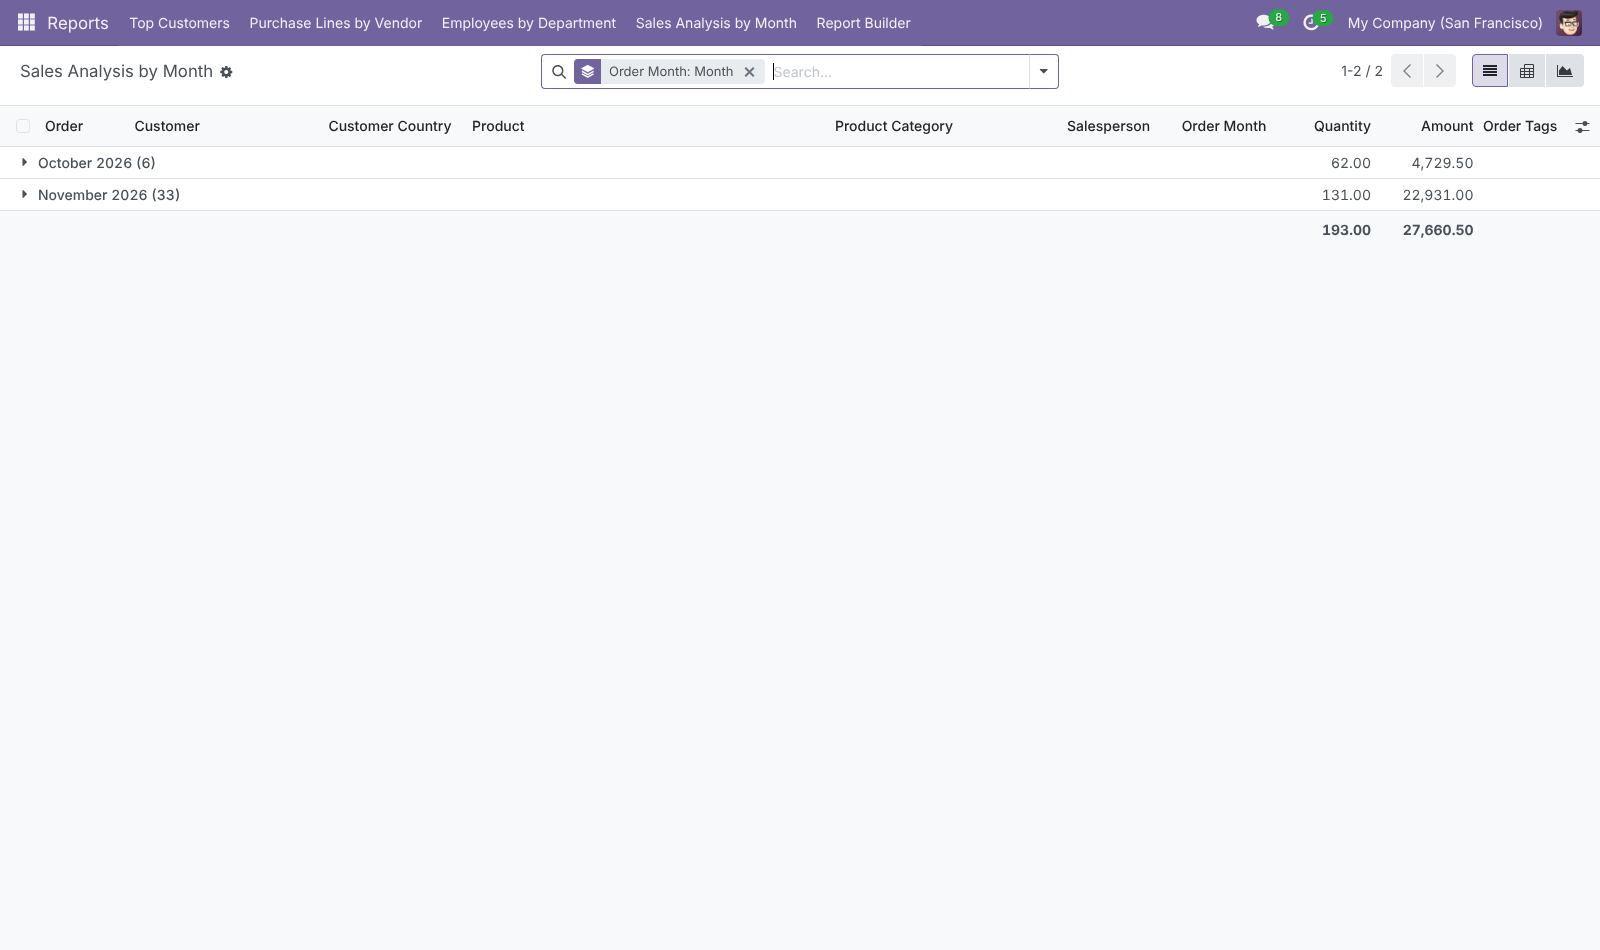 Reports Top Customers Purchase Lines by Vendor Employees by Department Sales Analysis by Month Report Builder 8 5 My Company (San Francisco)
Sales Analysis by Month Order Month: Month Search... 1-2 / 2
Order Customer Customer Country Product Product Category Salesperson Order Month Quantity Amount Order Tags
October 2026 (6) 62.00 4,729.50
November 2026 (33) 131.00 22,931.00
193.00 27,660.50